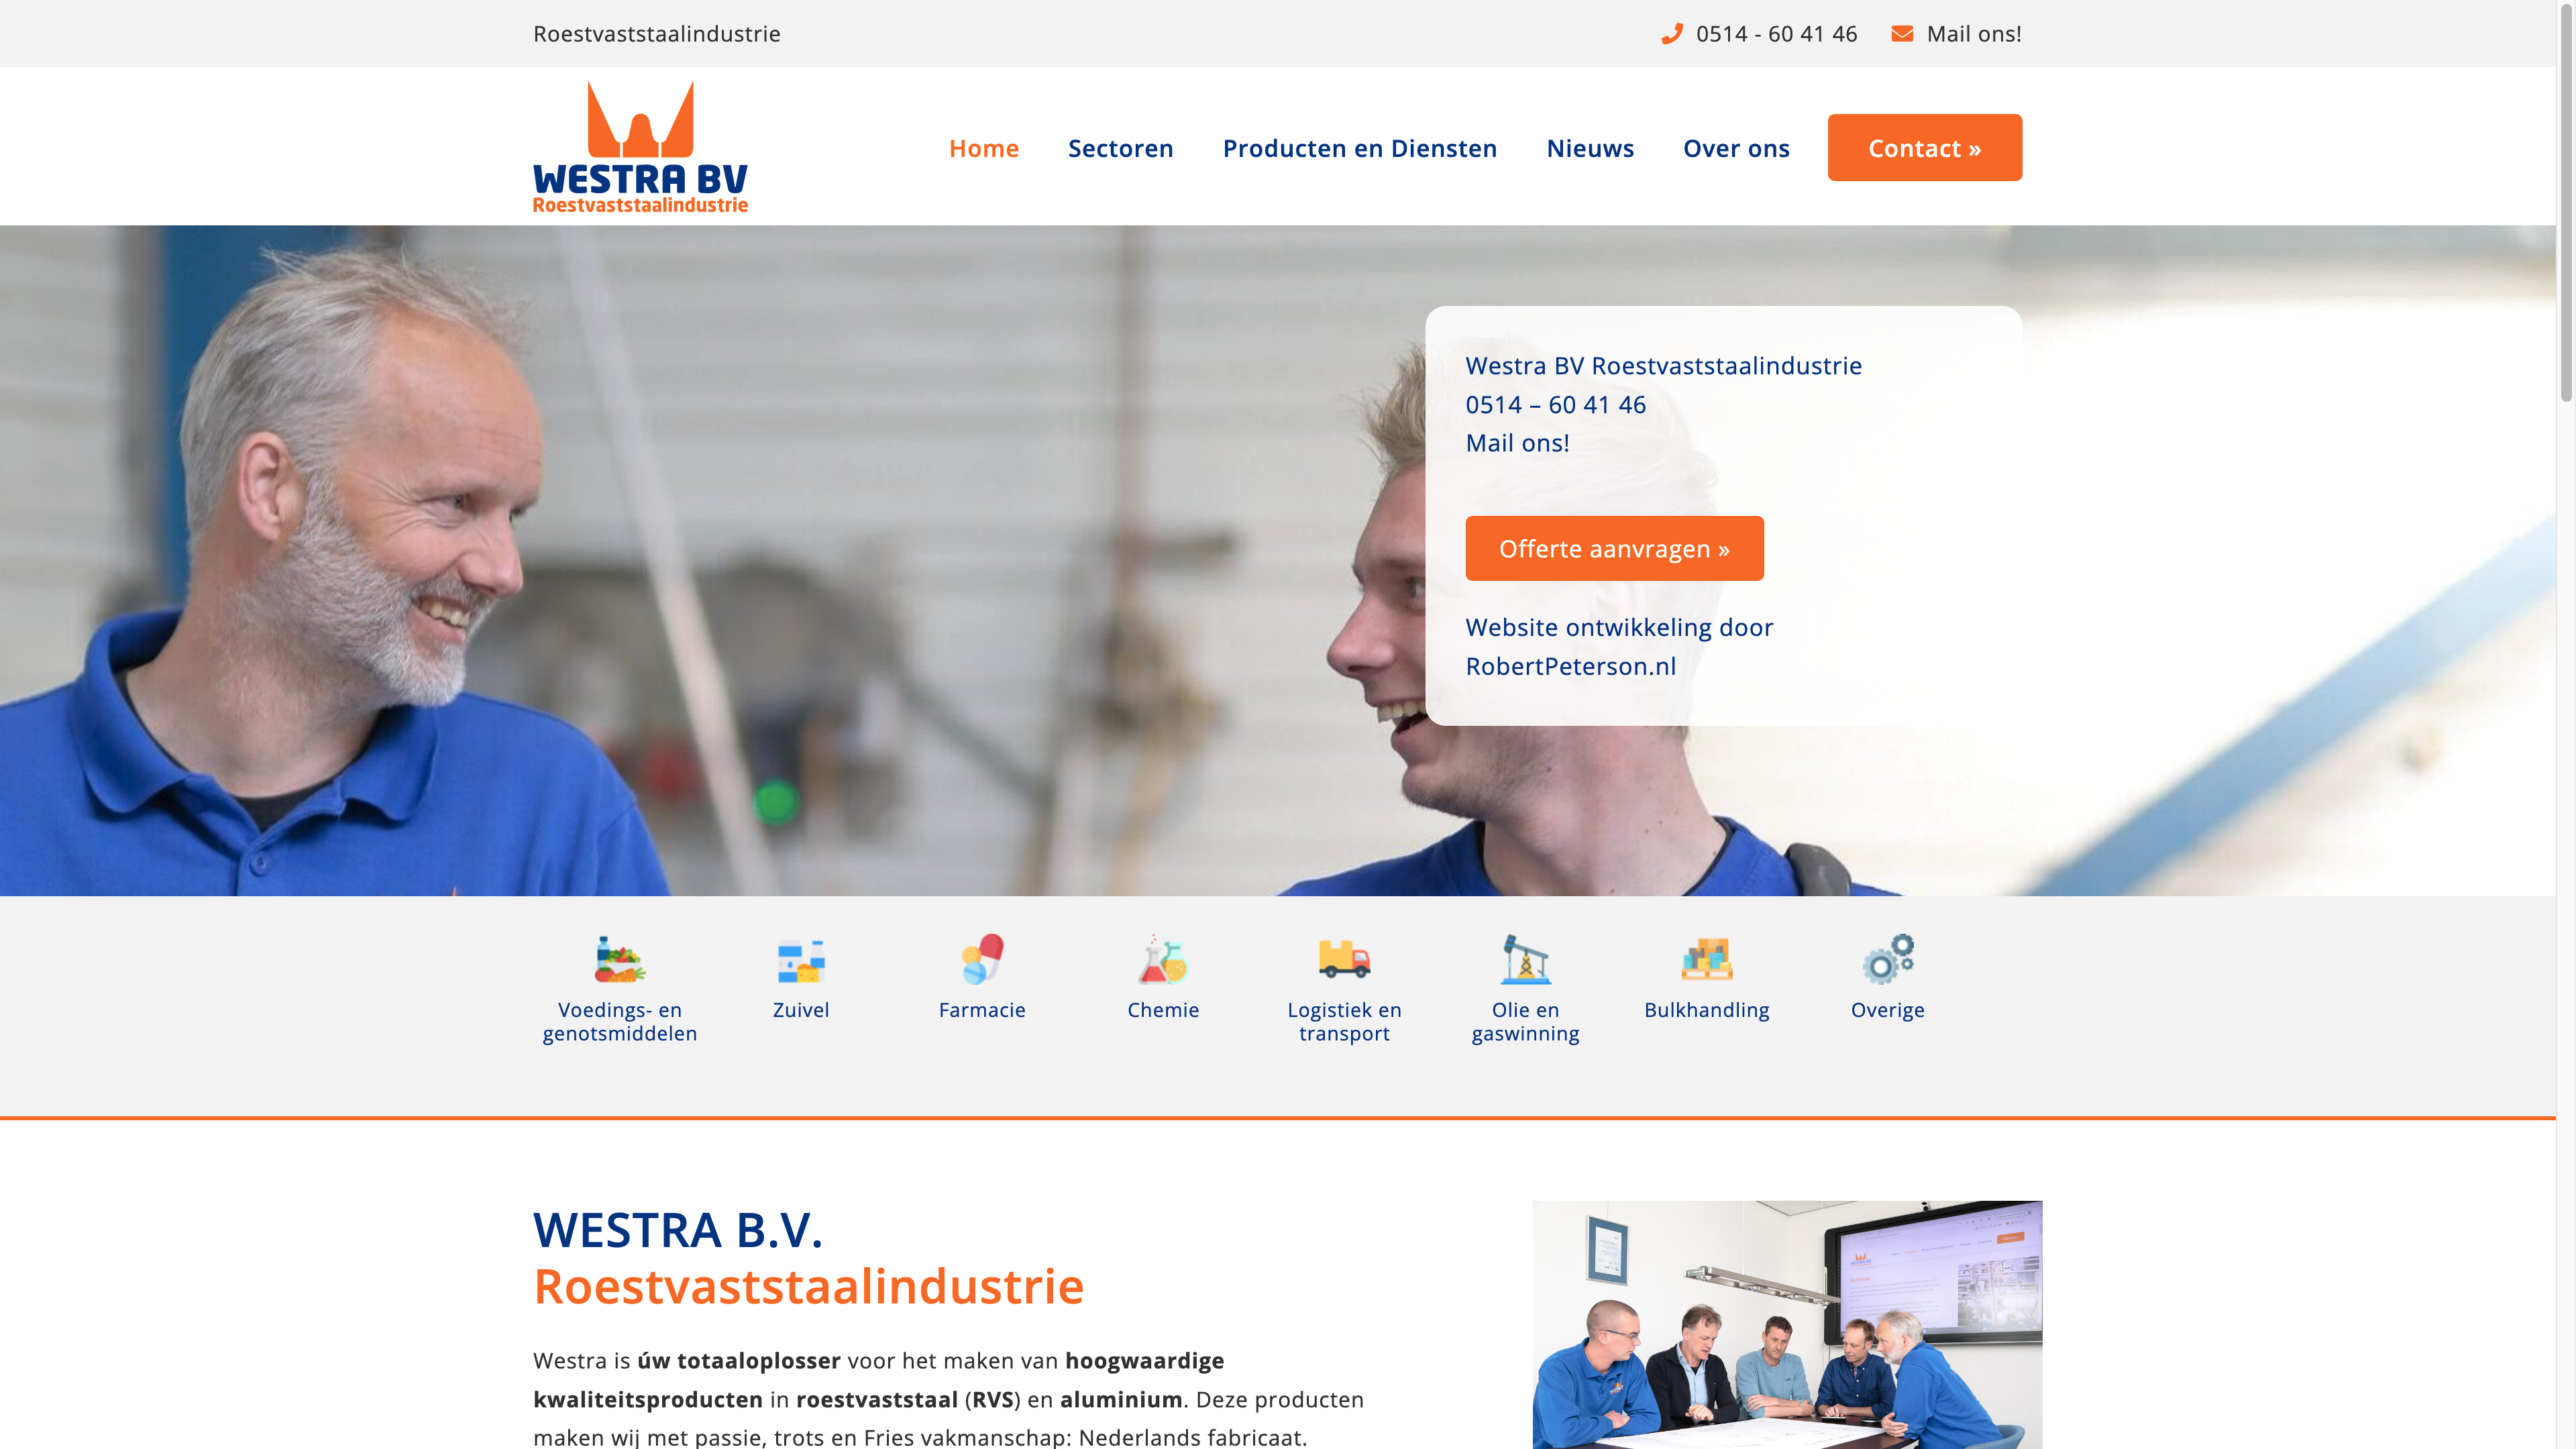 Roestvaststaalindustrie
0514 - 60 41 46 Mail ons!
WESTRA BV
Roestvaststaalindustrie
Home Sectoren Producten en Diensten Nieuws Over ons Contact »
Westra BV Roestvaststaalindustrie
0514 – 60 41 46
Mail ons!
Offerte aanvragen »
Website ontwikkeling door
RobertPeterson.nl
Voedings- en
genotsmiddelen
Zuivel
Farmacie
Chemie
Logistiek en
transport
Olie en
gaswinning
Bulkhandling
Overige
WESTRA B.V.
Roestvaststaalindustrie
Westra is úw totaaloplosser voor het maken van hoogwaardige
kwaliteitsproducten in roestvaststaal (RVS) en aluminium. Deze producten
maken wij met passie, trots en Fries vakmanschap: Nederlands fabricaat.